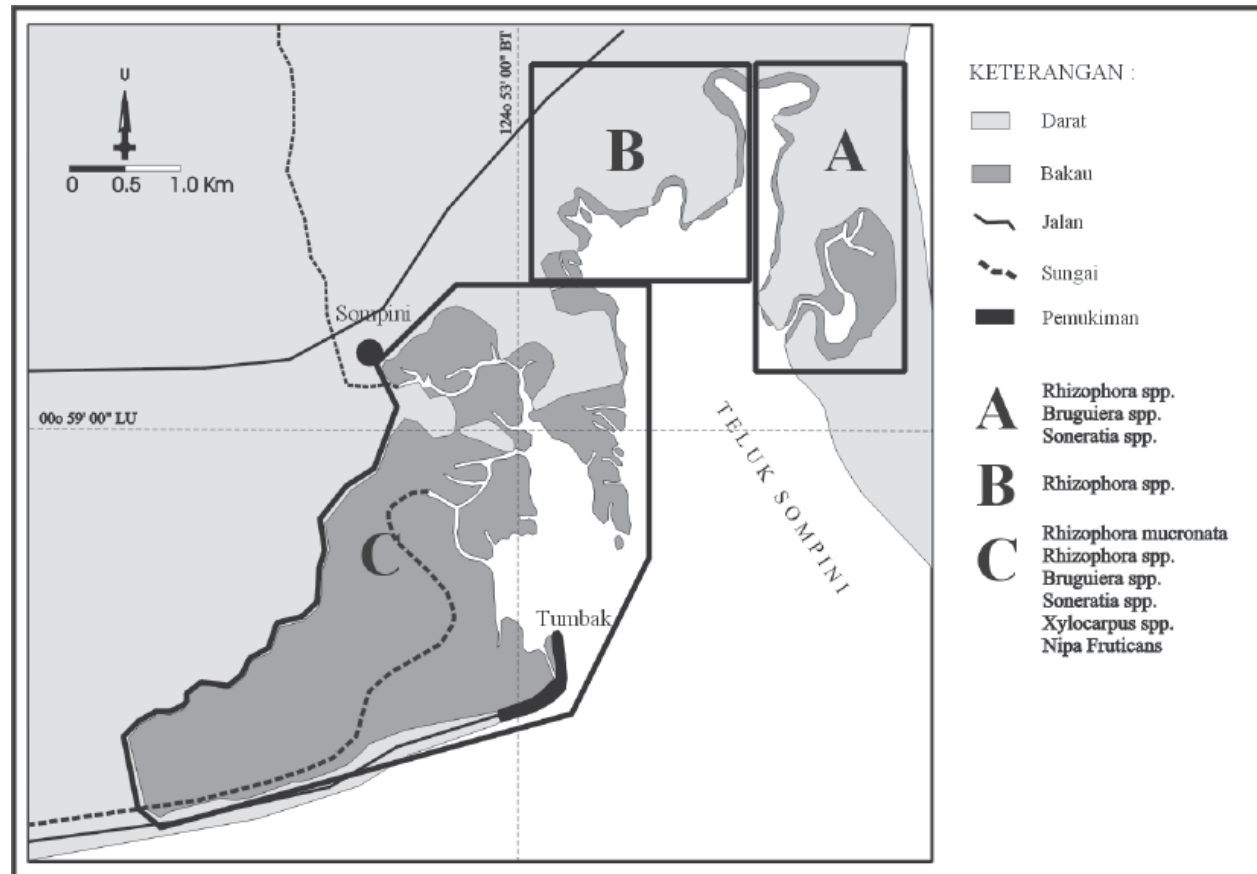 U
0 0.5 1.0 Km
124o 53' 00" BT
B
A
Sompini
00o 59' 00" LU
TELUK SOMPINI
C
Tumbak
KETERANGAN :
Darat
Bakau
Jalan
Sungai
Pemukiman
A
Rhizophora spp.
Bruguiera spp.
Soneratia spp.
B
Rhizophora spp.
C
Rhizophora mucronata
Rhizophora spp.
Bruguiera spp.
Soneratia spp.
Xylocarpus spp.
Nipa Fruticans